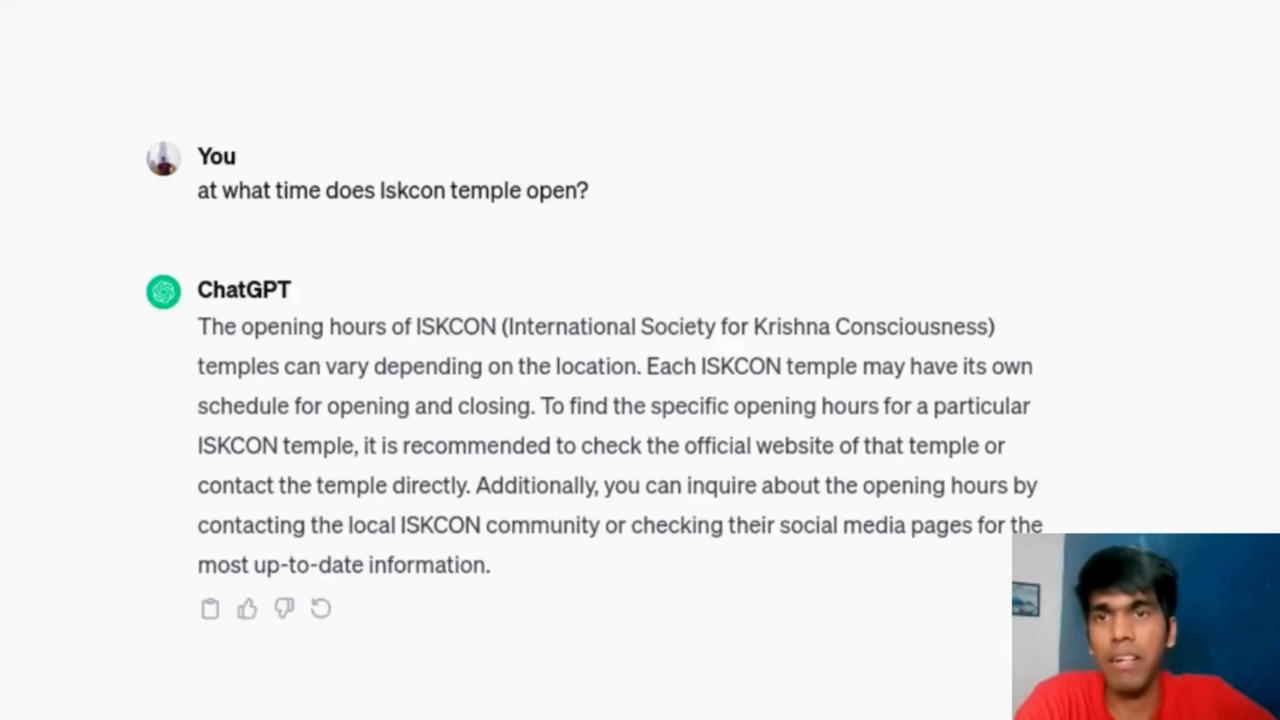 You
at what time does Iskcon temple open?
ChatGPT
The opening hours of ISKCON (International Society for Krishna Consciousness)
temples can vary depending on the location. Each ISKCON temple may have its own
schedule for opening and closing. To find the specific opening hours for a particular
ISKCON temple, it is recommended to check the official website of that temple or
contact the temple directly. Additionally, you can inquire about the opening hours by
contacting the local ISKCON community or checking their social media pages for the
most up-to-date information.